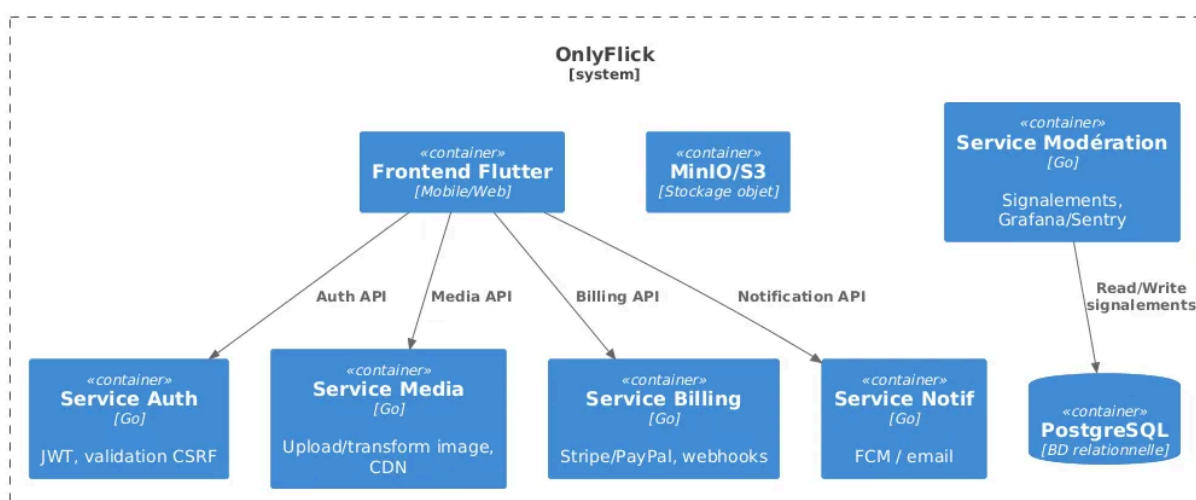 OnlyFlick
[system]
«container»
Frontend Flutter
[Mobile/Web]
«container»
MinIO/S3
[Stockage objet]
«container»
Service Modération
[Go]
Signalements,
Grafana/Sentry
Auth API
Media API
Billing API
Notification API
Read/Write
signalements
«container»
Service Auth
[Go]
JWT, validation CSRF
«container»
Service Media
[Go]
Upload/transform image,
CDN
«container»
Service Billing
[Go]
Stripe/PayPal, webhooks
«container»
Service Notif
[Go]
FCM / email
«container»
PostgreSQL
[BD relationnelle]